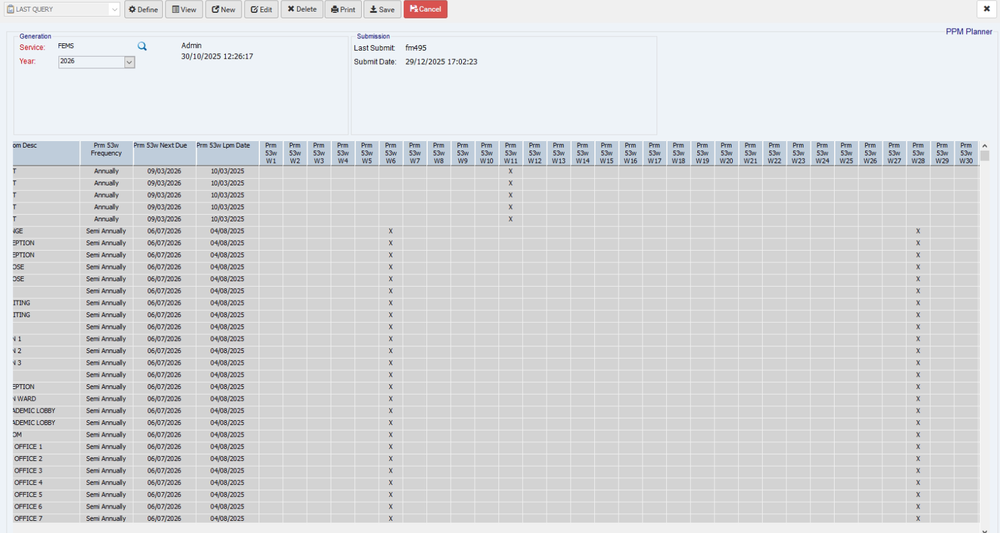 LAST QUERY Define View New Edit Delete Print Save Cancel
PPM Planner
Generation
Service: FEMS Admin
30/10/2025 12:26:17
Year: 2026
Submission
Last Submit: fm495
Submit Date: 29/12/2025 17:02:23
om Desc Prm 53w Frequency Prm 53w Next Due Prm 53w Lpm Date Prm 53w W1 Prm 53w W2 Prm 53w W3 Prm 53w W4 Prm 53w W5 Prm 53w W6 Prm 53w W7 Prm 53w W8 Prm 53w W9 Prm 53w W10 Prm 53w W11 Prm 53w W12 Prm 53w W13 Prm 53w W14 Prm 53w W15 Prm 53w W16 Prm 53w W17 Prm 53w W18 Prm 53w W19 Prm 53w W20 Prm 53w W21 Prm 53w W22 Prm 53w W23 Prm 53w W24 Prm 53w W25 Prm 53w W26 Prm 53w W27 Prm 53w W28 Prm 53w W29 Prm 53w W30
T Annually 09/03/2026 10/03/2025 X
T Annually 09/03/2026 10/03/2025 X
T Annually 09/03/2026 10/03/2025 X
T Annually 09/03/2026 10/03/2025 X
T Annually 09/03/2026 10/03/2025 X
NGE Semi Annually 06/07/2026 04/08/2025 X X
EPTION Semi Annually 06/07/2026 04/08/2025 X X
EPTION Semi Annually 06/07/2026 04/08/2025 X X
OSE Semi Annually 06/07/2026 04/08/2025 X X
OSE Semi Annually 06/07/2026 04/08/2025 X X
Semi Annually 06/07/2026 04/08/2025 X X
ITING Semi Annually 06/07/2026 04/08/2025 X X
ITING Semi Annually 06/07/2026 04/08/2025 X X
Semi Annually 06/07/2026 04/08/2025 X X
N 1 Semi Annually 06/07/2026 04/08/2025 X X
N 2 Semi Annually 06/07/2026 04/08/2025 X X
N 3 Semi Annually 06/07/2026 04/08/2025 X X
Semi Annually 06/07/2026 04/08/2025 X X
EPTION Semi Annually 06/07/2026 04/08/2025 X X
N WARD Semi Annually 06/07/2026 04/08/2025 X X
ADEMIC LOBBY Semi Annually 06/07/2026 04/08/2025 X X
ADEMIC LOBBY Semi Annually 06/07/2026 04/08/2025 X X
OM Semi Annually 06/07/2026 04/08/2025 X X
OFFICE 1 Semi Annually 06/07/2026 04/08/2025 X X
OFFICE 2 Semi Annually 06/07/2026 04/08/2025 X X
OFFICE 3 Semi Annually 06/07/2026 04/08/2025 X X
OFFICE 4 Semi Annually 06/07/2026 04/08/2025 X X
OFFICE 5 Semi Annually 06/07/2026 04/08/2025 X X
OFFICE 6 Semi Annually 06/07/2026 04/08/2025 X X
OFFICE 7 Semi Annually 06/07/2026 04/08/2025 X X